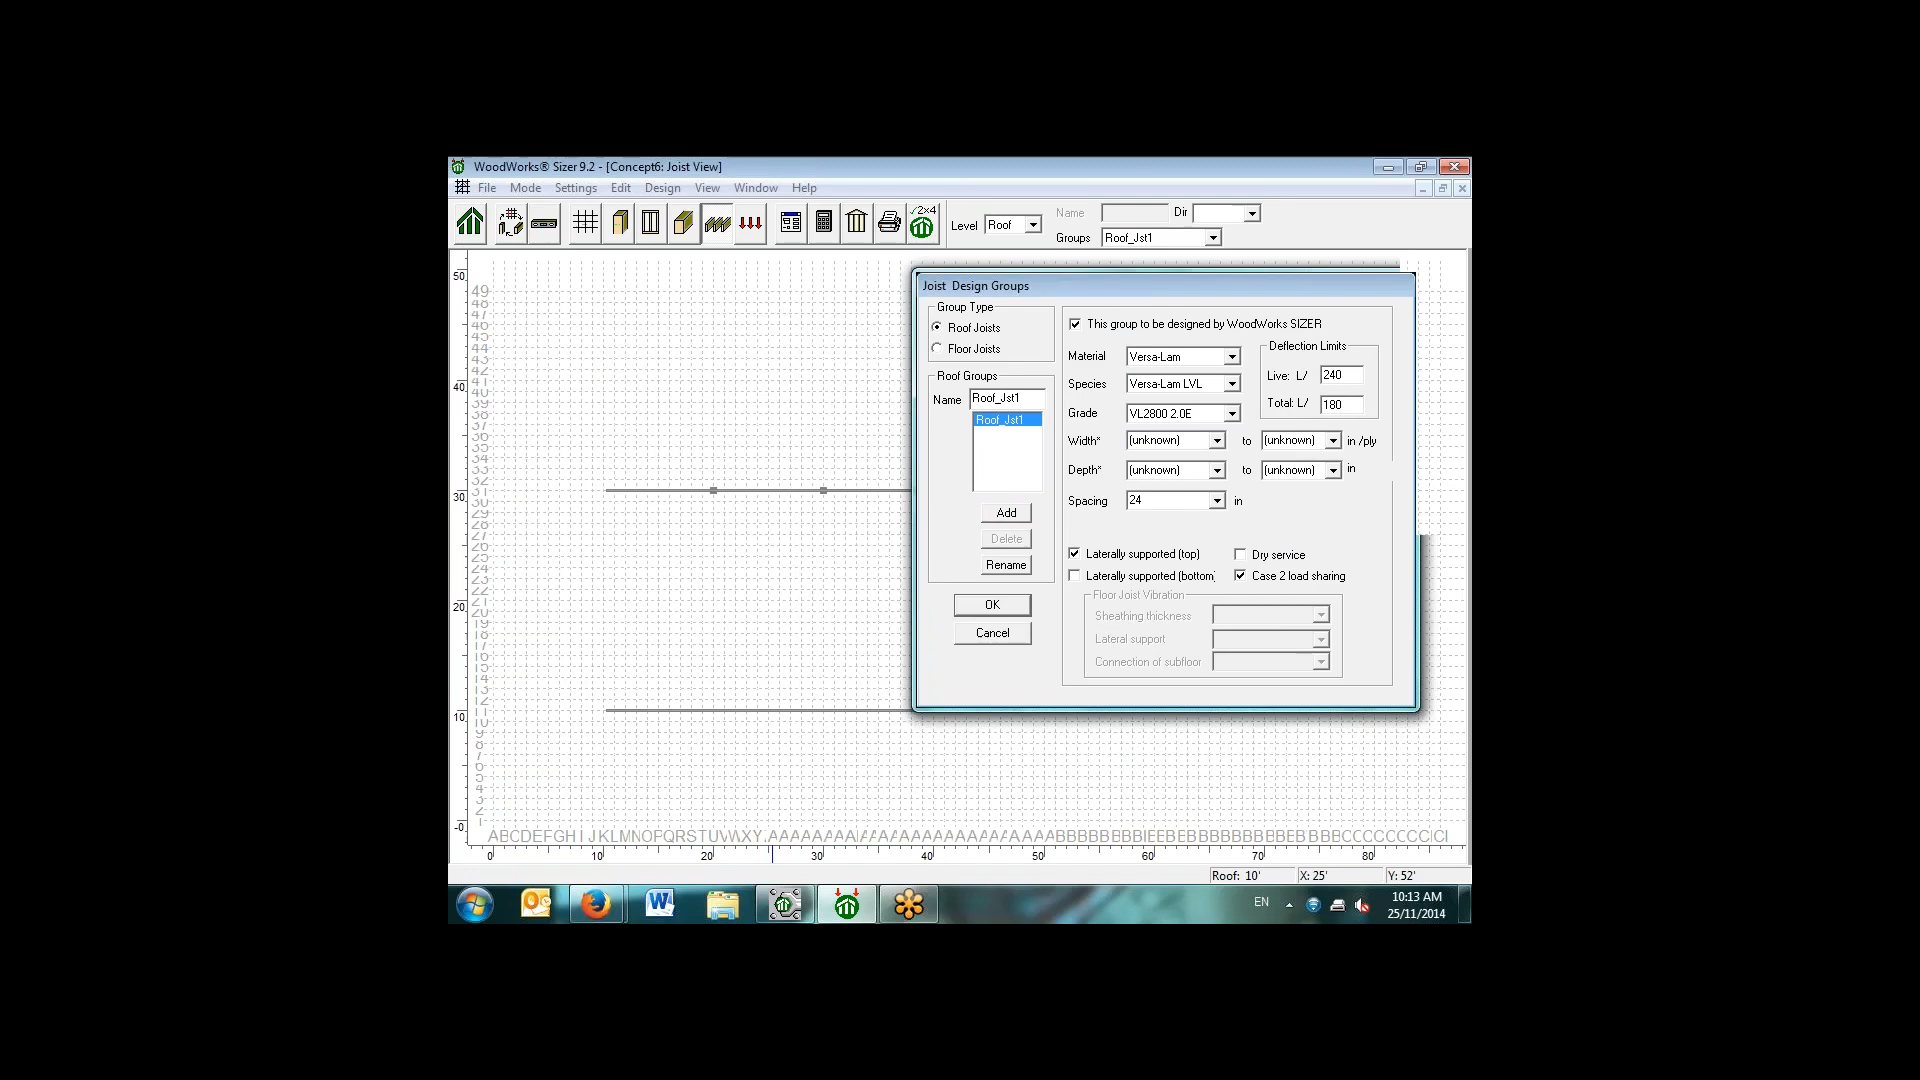 WoodWorks® Sizer 9.2 - [Concept6: Joist View]
File Mode Settings Edit Design View Window Help
2×4
Level Roof
Name Dir
Groups Roof_Jst1
Joist Design Groups
Group Type
Roof Joists
Floor Joists
Roof Groups
Name Roof_Jst1
Roof_Jst1
Add
Delete
Rename
OK
Cancel
This group to be designed by WoodWorks SIZER
Material Versa-Lam
Species Versa-Lam LVL
Grade VL2800 2.0E
Width* (unknown) to (unknown) in /ply
Depth* (unknown) to (unknown) in
Spacing 24 in
Deflection Limits
Live: L/ 240
Total: L/ 180
Laterally supported (top)
Dry service
Laterally supported (bottom)
Case 2 load sharing
Floor Joist Vibration
Sheathing thickness
Lateral support
Connection of subfloor
50
40
30
20
10
-0
0 10 20 30 40 50 60 70 80
Roof: 10' X: 25' Y: 52'
EN
10:13 AM
25/11/2014